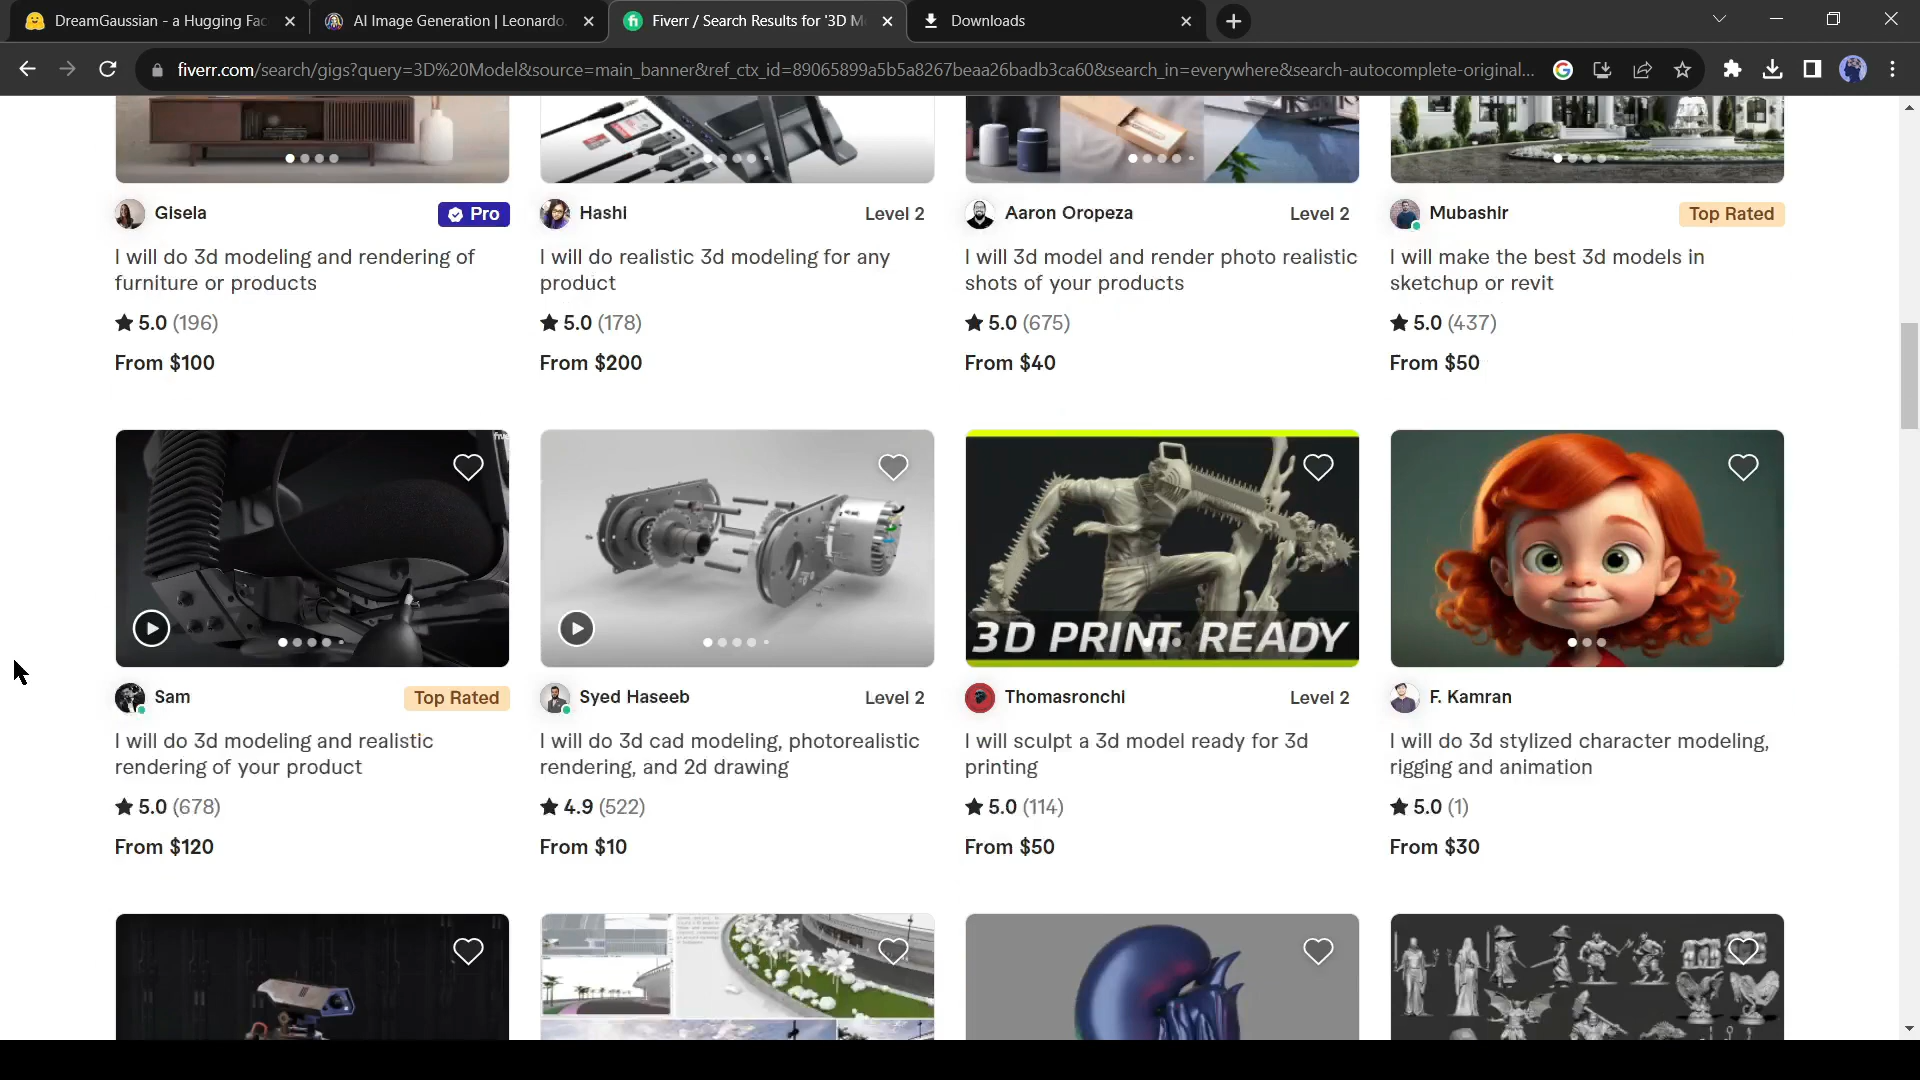 DreamGaussian - a Hugging Fac
AI Image Generation | Leonardo.
Fiverr / Search Results for '3D M
Downloads
fiverr.com/search/gigs?query=3D%20Model&source=main_banner&ref_ctx_id=89065899a5b5a8267beaa26badb3ca60&search_in=everywhere&search-autocomplete-original...
Gisela
Pro
I will do 3d modeling and rendering of
furniture or products
5.0 (196)
From $100
Hashi
Level 2
I will do realistic 3d modeling for any
product
5.0 (178)
From $200
Aaron Oropeza
Level 2
I will 3d model and render photo realistic
shots of your products
5.0 (675)
From $40
Mubashir
Top Rated
I will make the best 3d models in
sketchup or revit
5.0 (437)
From $50
Sam
Top Rated
I will do 3d modeling and realistic
rendering of your product
5.0 (678)
From $120
Syed Haseeb
Level 2
I will do 3d cad modeling, photorealistic
rendering, and 2d drawing
4.9 (522)
From $10
3D PRINT READY
Thomasronchi
Level 2
I will sculpt a 3d model ready for 3d
printing
5.0 (114)
From $50
F. Kamran
I will do 3d stylized character modeling,
rigging and animation
5.0 (1)
From $30